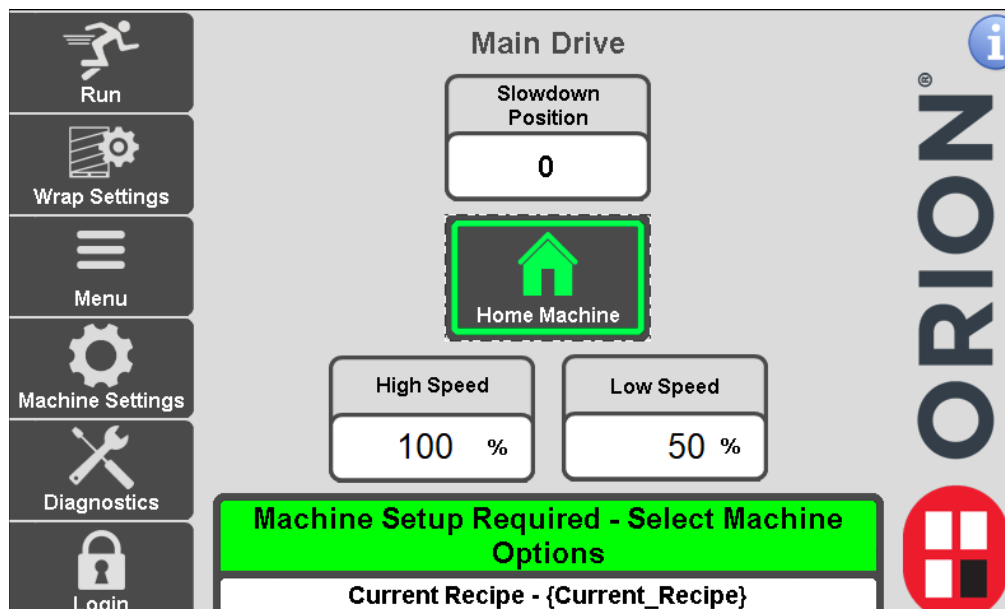 Run
Wrap Settings
Menu
Machine Settings
Diagnostics
Login
Main Drive
Slowdown
Position
0
Home Machine
High Speed
100 %
Low Speed
50 %
Machine Setup Required - Select Machine
Options
Current Recipe - {Current_Recipe}
i
ORION®